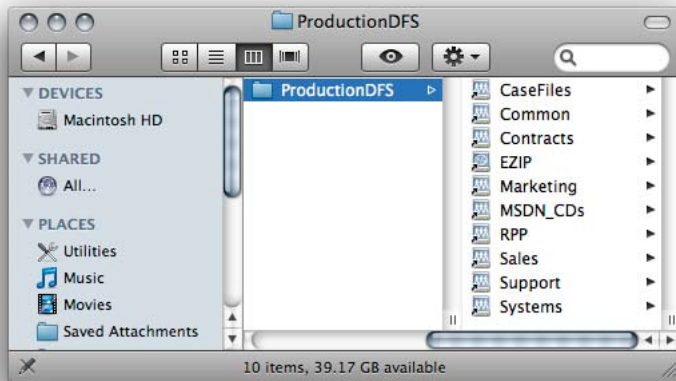 ProductionDFS
DEVICES
Macintosh HD
SHARED
All...
PLACES
Utilities
Music
Movies
Saved Attachments
ProductionDFS
CaseFiles
Common
Contracts
EZIP
Marketing
MSDN_CDs
RPP
Sales
Support
Systems
10 items, 39.17 GB available